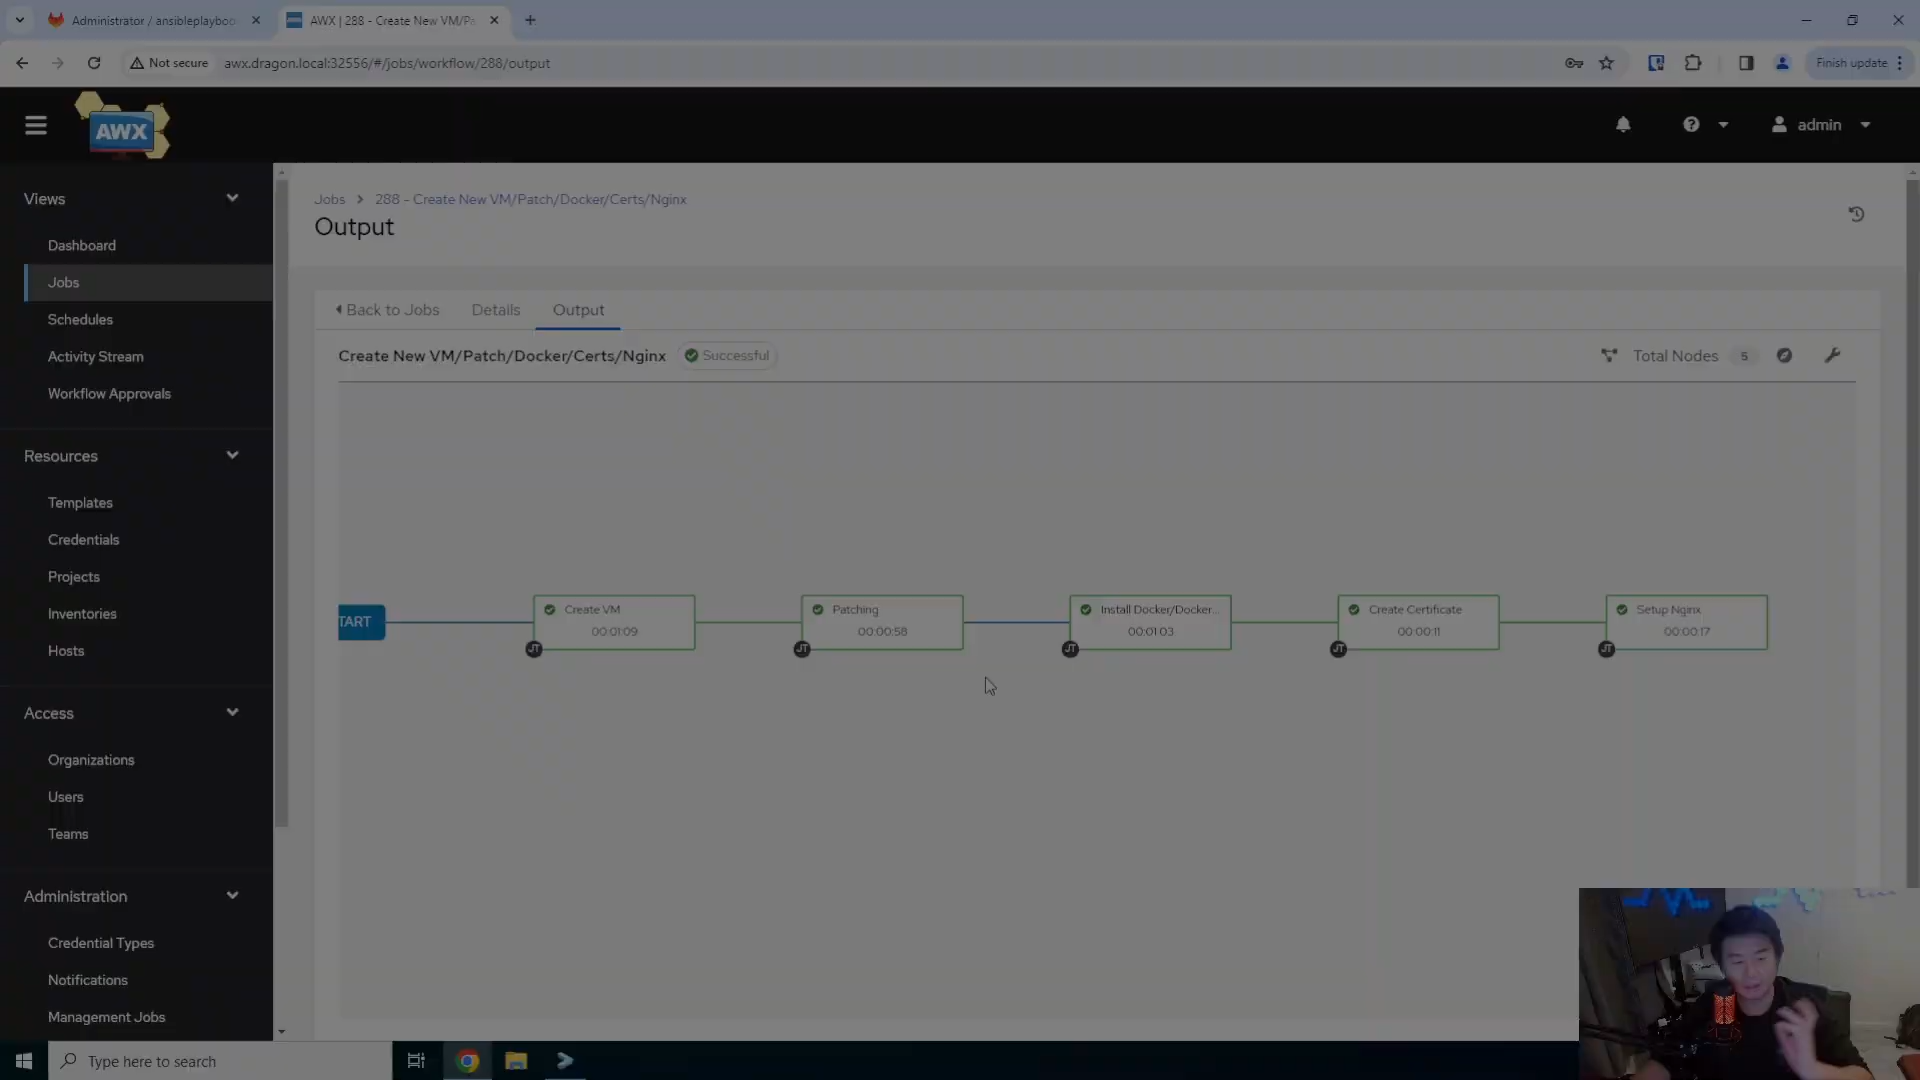 Administrator / ansibleplayboo
AWX | 288 - Create New VM/Pa
Not secure
awx.dragon.local:32556/#/jobs/workflow/288/output
Finish update
AWX
admin
Views
Dashboard
Jobs
Schedules
Activity Stream
Workflow Approvals
Resources
Templates
Credentials
Projects
Inventories
Hosts
Access
Organizations
Users
Teams
Administration
Credential Types
Notifications
Management Jobs
Jobs > 288 - Create New VM/Patch/Docker/Certs/Nginx
Output
Back to Jobs Details Output
Create New VM/Patch/Docker/Certs/Nginx Successful
Total Nodes 5
TART
Create VM
00:01:09
JT
Patching
00:00:58
JT
Install Docker/Docker...
00:01:03
JT
Create Certificate
00:00:11
JT
Setup Nginx
00:00:17
JT
Type here to search